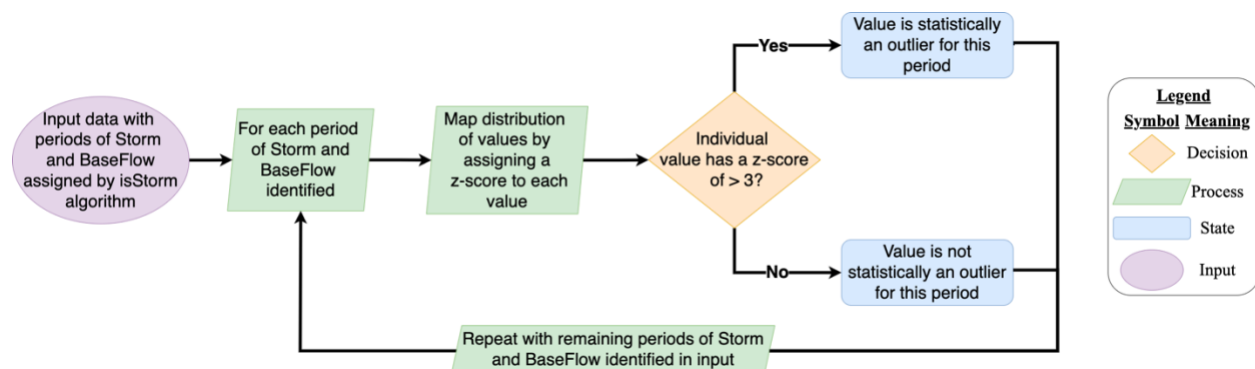 Input data with
periods of Storm
and BaseFlow
assigned by isStorm
algorithm
For each period
of Storm and
BaseFlow
identified
Map distribution
of values by
assigning a
z-score to each
value
Individual
value has a z-score
of > 3?
Yes
Value is statistically
an outlier for this
period
No
Value is not
statistically an outlier
for this period
Repeat with remaining periods of Storm
and BaseFlow identified in input
Legend
Symbol Meaning
Decision
Process
State
Input